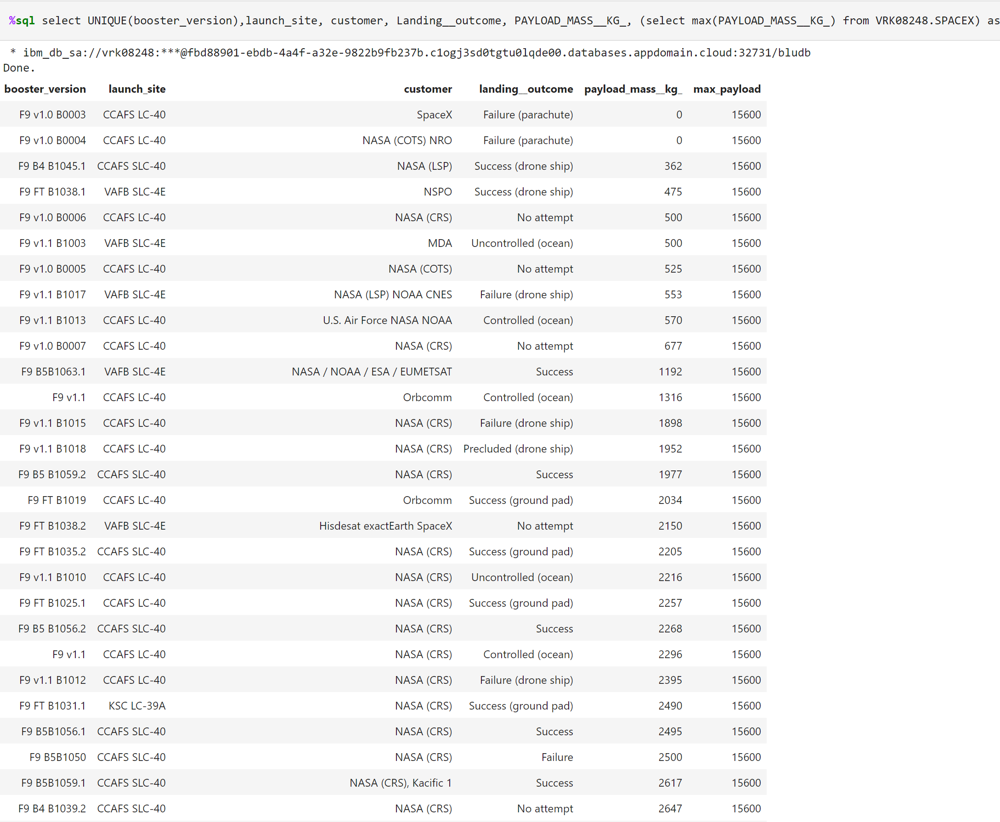 %sql select UNIQUE(booster_version),launch_site, customer, Landing__outcome, PAYLOAD_MASS__KG_, (select max(PAYLOAD_MASS__KG_) from VRK08248.SPACEX) as
* ibm_db_sa://vrk08248:***@fbd88901-ebdb-4a4f-a32e-9822b9fb237b.c1ogj3sd0tgtu0lqde00.databases.appdomain.cloud:32731/bludb
Done.
booster_version launch_site customer landing__outcome payload_mass__kg_ max_payload
F9 v1.0 B0003 CCAFS LC-40 SpaceX Failure (parachute) 0 15600
F9 v1.0 B0004 CCAFS LC-40 NASA (COTS) NRO Failure (parachute) 0 15600
F9 B4 B1045.1 CCAFS SLC-40 NASA (LSP) Success (drone ship) 362 15600
F9 FT B1038.1 VAFB SLC-4E NSPO Success (drone ship) 475 15600
F9 v1.0 B0006 CCAFS LC-40 NASA (CRS) No attempt 500 15600
F9 v1.1 B1003 VAFB SLC-4E MDA Uncontrolled (ocean) 500 15600
F9 v1.0 B0005 CCAFS LC-40 NASA (COTS) No attempt 525 15600
F9 v1.1 B1017 VAFB SLC-4E NASA (LSP) NOAA CNES Failure (drone ship) 553 15600
F9 v1.1 B1013 CCAFS LC-40 U.S. Air Force NASA NOAA Controlled (ocean) 570 15600
F9 v1.0 B0007 CCAFS LC-40 NASA (CRS) No attempt 677 15600
F9 B5B1063.1 VAFB SLC-4E NASA / NOAA / ESA / EUMETSAT Success 1192 15600
F9 v1.1 CCAFS LC-40 Orbcomm Controlled (ocean) 1316 15600
F9 v1.1 B1015 CCAFS LC-40 NASA (CRS) Failure (drone ship) 1898 15600
F9 v1.1 B1018 CCAFS LC-40 NASA (CRS) Precluded (drone ship) 1952 15600
F9 B5 B1059.2 CCAFS SLC-40 NASA (CRS) Success 1977 15600
F9 FT B1019 CCAFS LC-40 Orbcomm Success (ground pad) 2034 15600
F9 FT B1038.2 VAFB SLC-4E Hisdesat exactEarth SpaceX No attempt 2150 15600
F9 FT B1035.2 CCAFS SLC-40 NASA (CRS) Success (ground pad) 2205 15600
F9 v1.1 B1010 CCAFS LC-40 NASA (CRS) Uncontrolled (ocean) 2216 15600
F9 FT B1025.1 CCAFS LC-40 NASA (CRS) Success (ground pad) 2257 15600
F9 B5 B1056.2 CCAFS SLC-40 NASA (CRS) Success 2268 15600
F9 v1.1 CCAFS LC-40 NASA (CRS) Controlled (ocean) 2296 15600
F9 v1.1 B1012 CCAFS LC-40 NASA (CRS) Failure (drone ship) 2395 15600
F9 FT B1031.1 KSC LC-39A NASA (CRS) Success (ground pad) 2490 15600
F9 B5B1056.1 CCAFS SLC-40 NASA (CRS) Success 2495 15600
F9 B5B1050 CCAFS SLC-40 NASA (CRS) Failure 2500 15600
F9 B5B1059.1 CCAFS SLC-40 NASA (CRS), Kacific 1 Success 2617 15600
F9 B4 B1039.2 CCAFS SLC-40 NASA (CRS) No attempt 2647 15600